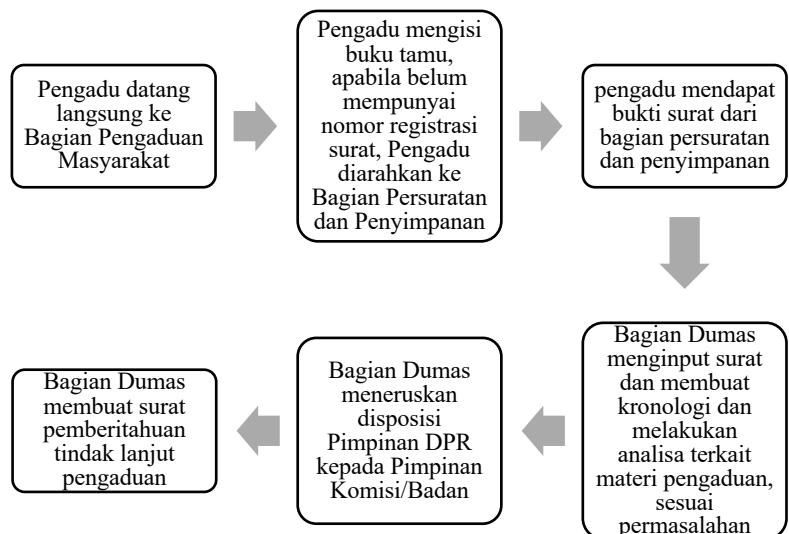 Pengadu datang
langsung ke
Bagian Pengaduan
Masyarakat
Pengadu mengisi
buku tamu,
apabila belum
mempunyai
nomor registrasi
surat, Pengadu
diarahkan ke
Bagian Persuratan
dan Penyimpanan
pengadu mendapat
bukti surat dari
bagian persuratan
dan penyimpanan
Bagian Dumas
menginput surat
dan membuat
kronologi dan
melakukan
analisa terkait
materi pengaduan,
sesuai
permasalahan
Bagian Dumas
meneruskan
disposisi
Pimpinan DPR
kepada Pimpinan
Komisi/Badan
Bagian Dumas
membuat surat
pemberitahuan
tindak lanjut
pengaduan